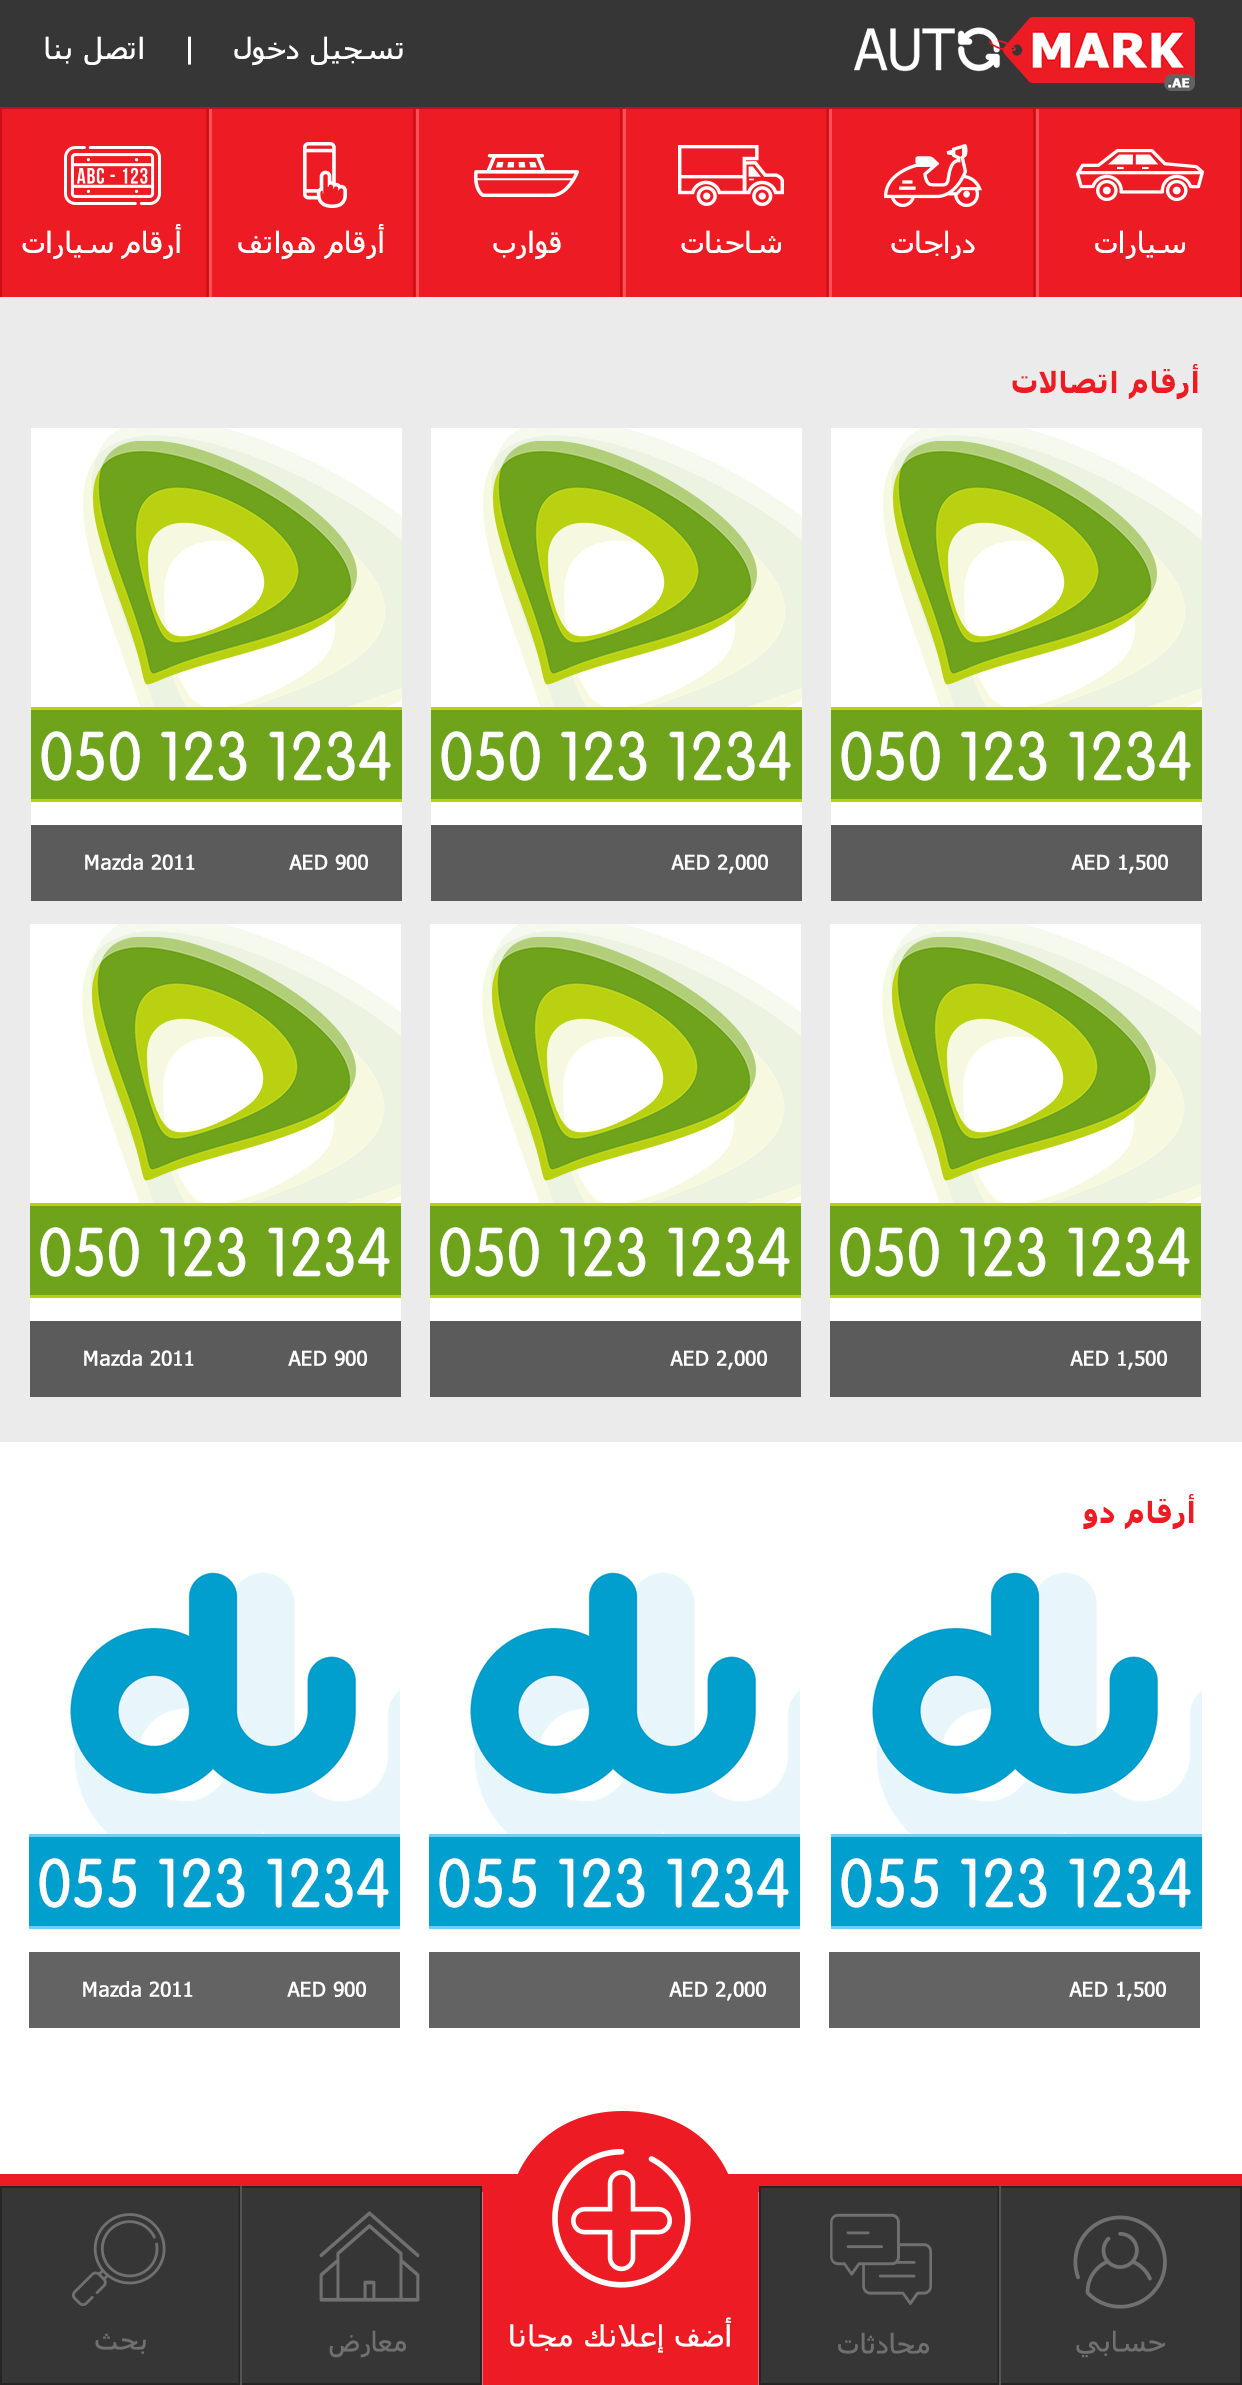 AUTO MARK
.AE
تسجيل دخول | اتصل بنا
سيارات
دراجات
شاحنات
قوارب
أرقام هواتف
ABC - 123
أرقام سيارات
أرقام اتصالات
050 123 1234
AED 1,500
050 123 1234
AED 2,000
050 123 1234
Mazda 2011 AED 900
050 123 1234
AED 1,500
050 123 1234
AED 2,000
050 123 1234
Mazda 2011 AED 900
أرقام دو
du
055 123 1234
AED 1,500
du
055 123 1234
AED 2,000
du
055 123 1234
Mazda 2011 AED 900
حسابي
محادثات
أضف إعلانك مجانا
معارض
بحث